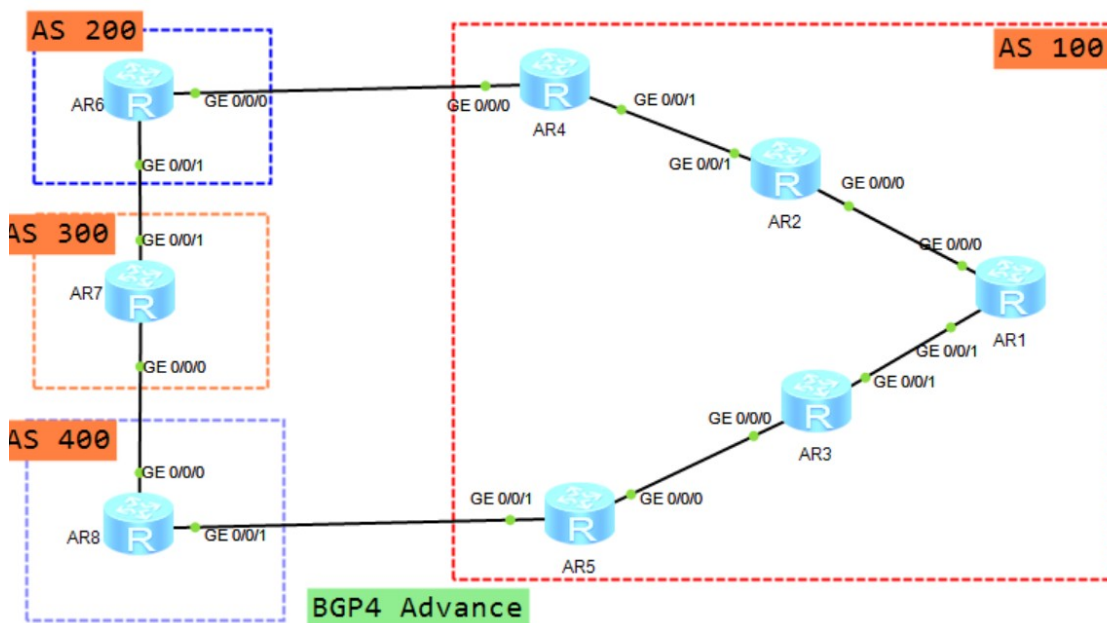 AS 200
AS 100
AR6
GE 0/0/0
GE 0/0/0
AR4
GE 0/0/1
GE 0/0/1
GE 0/0/1
AR2
GE 0/0/0
AS 300
GE 0/0/1
GE 0/0/0
AR7
AR1
GE 0/0/1
GE 0/0/0
GE 0/0/1
AS 400
GE 0/0/0
AR3
GE 0/0/0
GE 0/0/1
GE 0/0/0
AR8
GE 0/0/1
AR5
BGP4 Advance